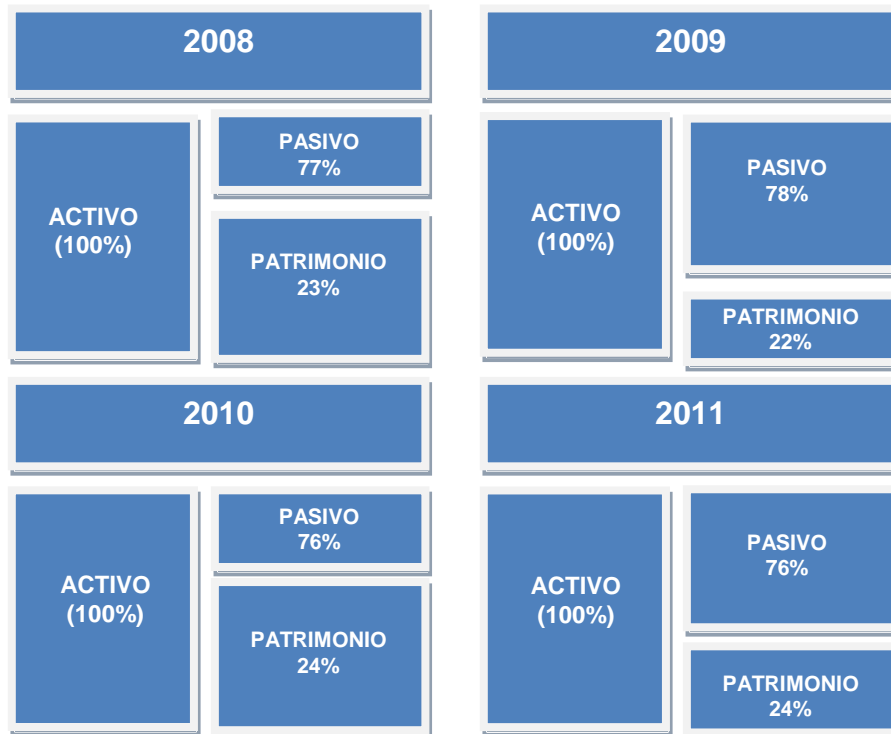 2008
ACTIVO
(100%)
PASIVO
77%
PATRIMONIO
23%
2009
ACTIVO
(100%)
PASIVO
78%
PATRIMONIO
22%
2010
ACTIVO
(100%)
PASIVO
76%
PATRIMONIO
24%
2011
ACTIVO
(100%)
PASIVO
76%
PATRIMONIO
24%